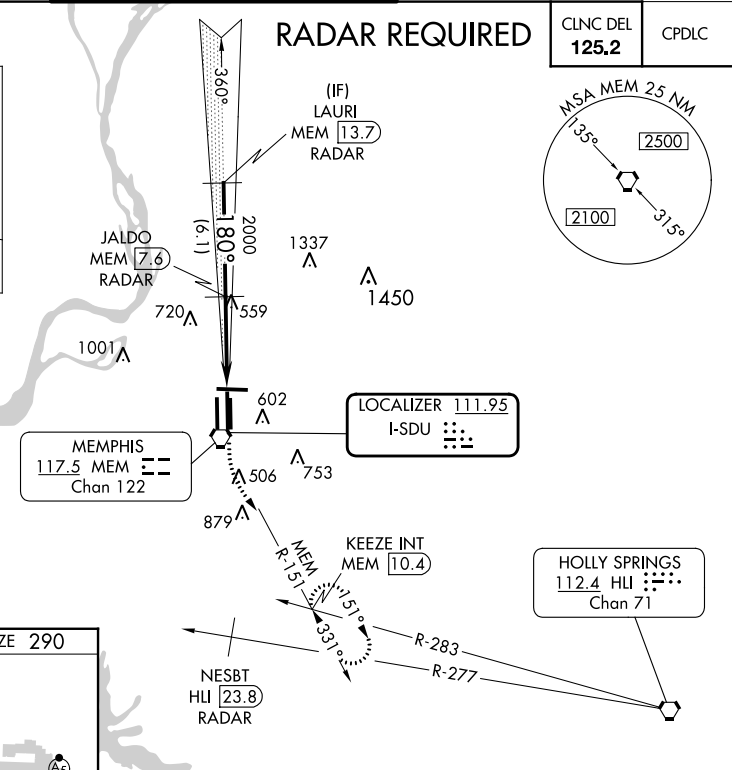 RADAR REQUIRED
CLNC DEL
125.2
CPDLC
360°
(IF)
LAURI
MEM 13.7
RADAR
MSA MEM 25 NM
135°
2500
2100
315°
JALDO
MEM 7.6
RADAR
180°
2000
(6.1)
1337
1450
720
559
1001
602
LOCALIZER 111.95
I-SDU
MEMPHIS
117.5 MEM
Chan 122
506
753
879
MEM
R-151
KEEZE INT
MEM 10.4
151°
331°
HOLLY SPRINGS
112.4 HLI
Chan 71
R-283
R-277
NESBT
HLI 23.8
RADAR
ZE 290
A5